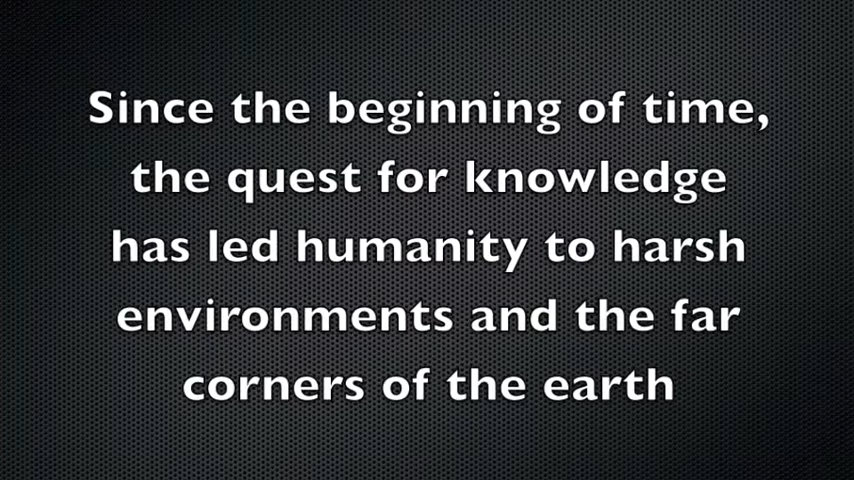 Since the beginning of time,
the quest for knowledge
has led humanity to harsh
environments and the far
corners of the earth